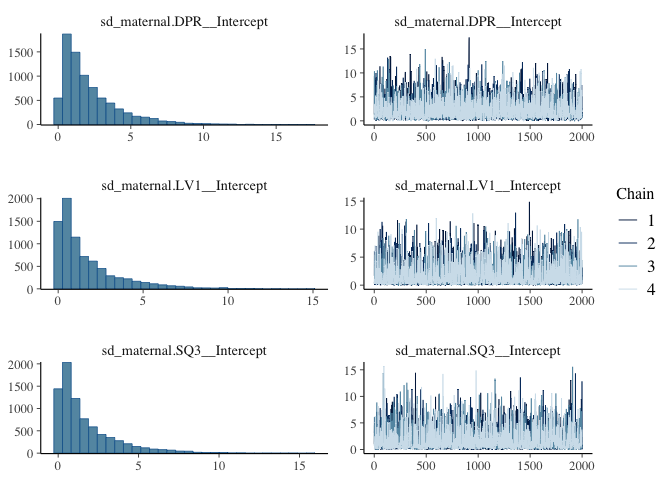 sd_maternal.DPR__Intercept
1500
1000
500
0
0 5 10 15
sd_maternal.DPR__Intercept
15
10
5
0
0 500 1000 1500 2000
sd_maternal.LV1__Intercept
2000
1500
1000
500
0
0 5 10 15
sd_maternal.LV1__Intercept
15
10
5
0
0 500 1000 1500 2000
sd_maternal.SQ3__Intercept
2000
1500
1000
500
0
0 5 10 15
sd_maternal.SQ3__Intercept
15
10
5
0
0 500 1000 1500 2000
Chain
1
2
3
4